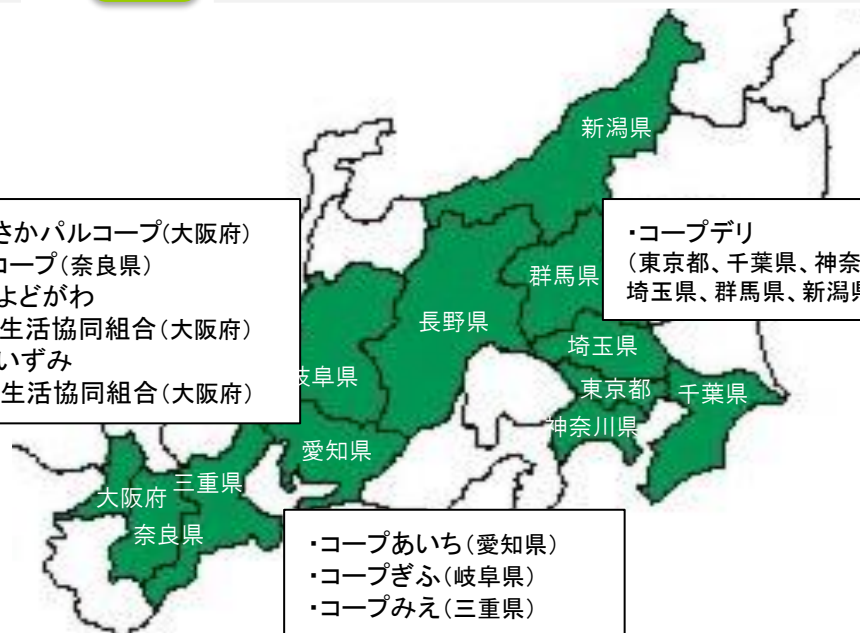 新潟県
さかパルコープ(大阪府)
コープ(奈良県)
よどがわ
生活協同組合(大阪府)
いずみ
生活協同組合(大阪府)
・コープデリ
(東京都、千葉県、神奈
埼玉県、群馬県、新潟県
群馬県
長野県
埼玉県
岐阜県
東京都
千葉県
神奈川県
愛知県
三重県
大阪府
奈良県
・コープあいち(愛知県)
・コープぎふ(岐阜県)
・コープみえ(三重県)